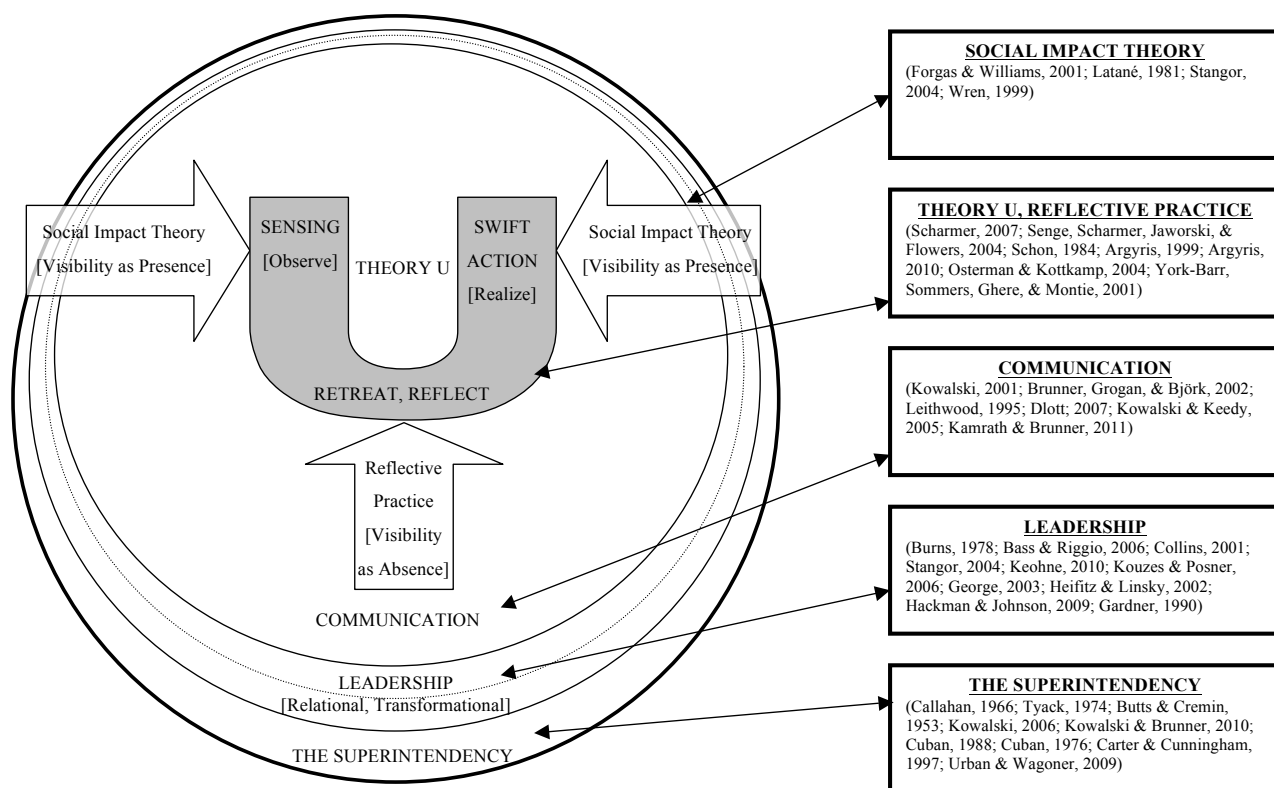 Social Impact Theory
[Visibility as Presence]
SENSING
[Observe]
THEORY U
SWIFT
ACTION
[Realize]
Social Impact Theory
[Visibility as Presence]
RETREAT, REFLECT
Reflective
Practice
[Visibility
as Absence]
COMMUNICATION
LEADERSHIP
[Relational, Transformational]
THE SUPERINTENDENCY
SOCIAL IMPACT THEORY
(Forgas & Williams, 2001; Latané, 1981; Stangor,
2004; Wren, 1999)
THEORY U, REFLECTIVE PRACTICE
(Scharmer, 2007; Senge, Scharmer, Jaworski, &
Flowers, 2004; Schon, 1984; Argyris, 1999; Argyris,
2010; Osterman & Kottkamp, 2004; York-Barr,
Sommers, Ghere, & Montie, 2001)
COMMUNICATION
(Kowalski, 2001; Brunner, Grogan, & Björk, 2002;
Leithwood, 1995; Dlott; 2007; Kowalski & Keedy,
2005; Kamrath & Brunner, 2011)
LEADERSHIP
(Burns, 1978; Bass & Riggio, 2006; Collins, 2001;
Stangor, 2004; Keohne, 2010; Kouzes & Posner,
2006; George, 2003; Heifitz & Linsky, 2002;
Hackman & Johnson, 2009; Gardner, 1990)
THE SUPERINTENDENCY
(Callahan, 1966; Tyack, 1974; Butts & Cremin,
1953; Kowalski, 2006; Kowalski & Brunner, 2010;
Cuban, 1988; Cuban, 1976; Carter & Cunningham,
1997; Urban & Wagoner, 2009)